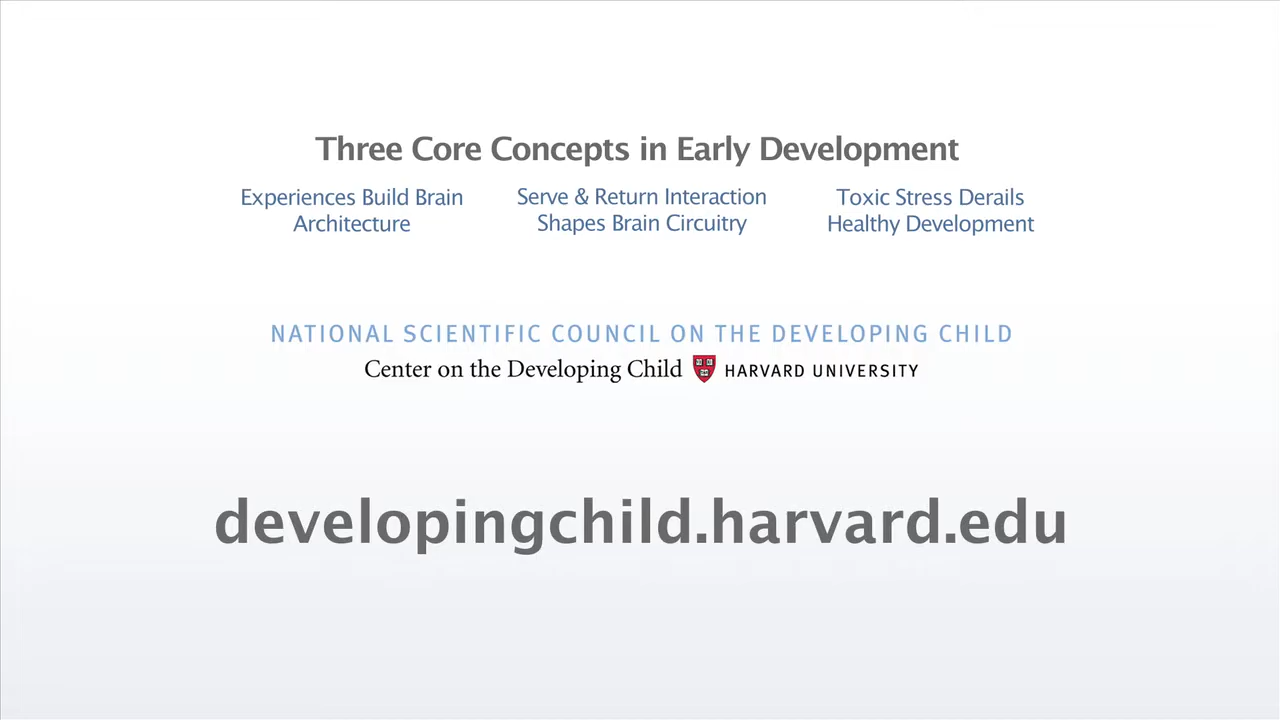 Three Core Concepts in Early Development
Experiences Build Brain
Architecture
Serve & Return Interaction
Shapes Brain Circuitry
Toxic Stress Derails
Healthy Development
NATIONAL SCIENTIFIC COUNCIL ON THE DEVELOPING CHILD
Center on the Developing Child HARVARD UNIVERSITY
developingchild.harvard.edu